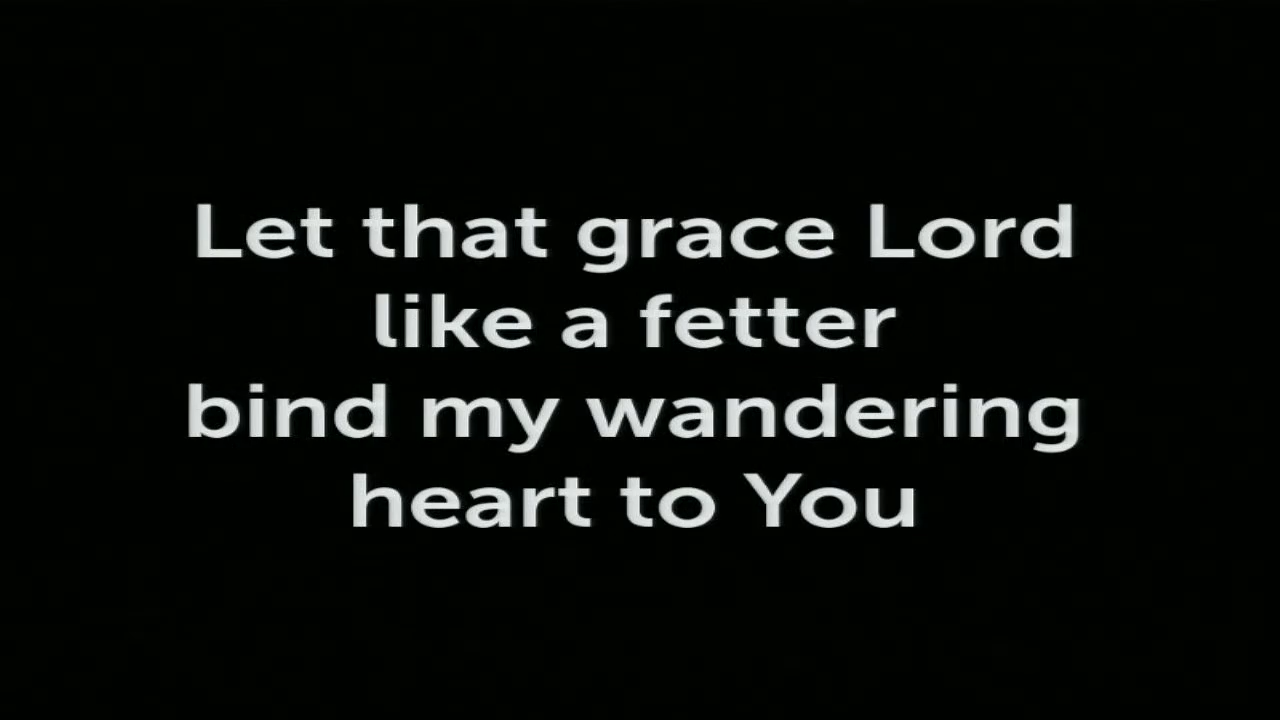 Let that grace Lord
like a fetter
bind my wandering
heart to You